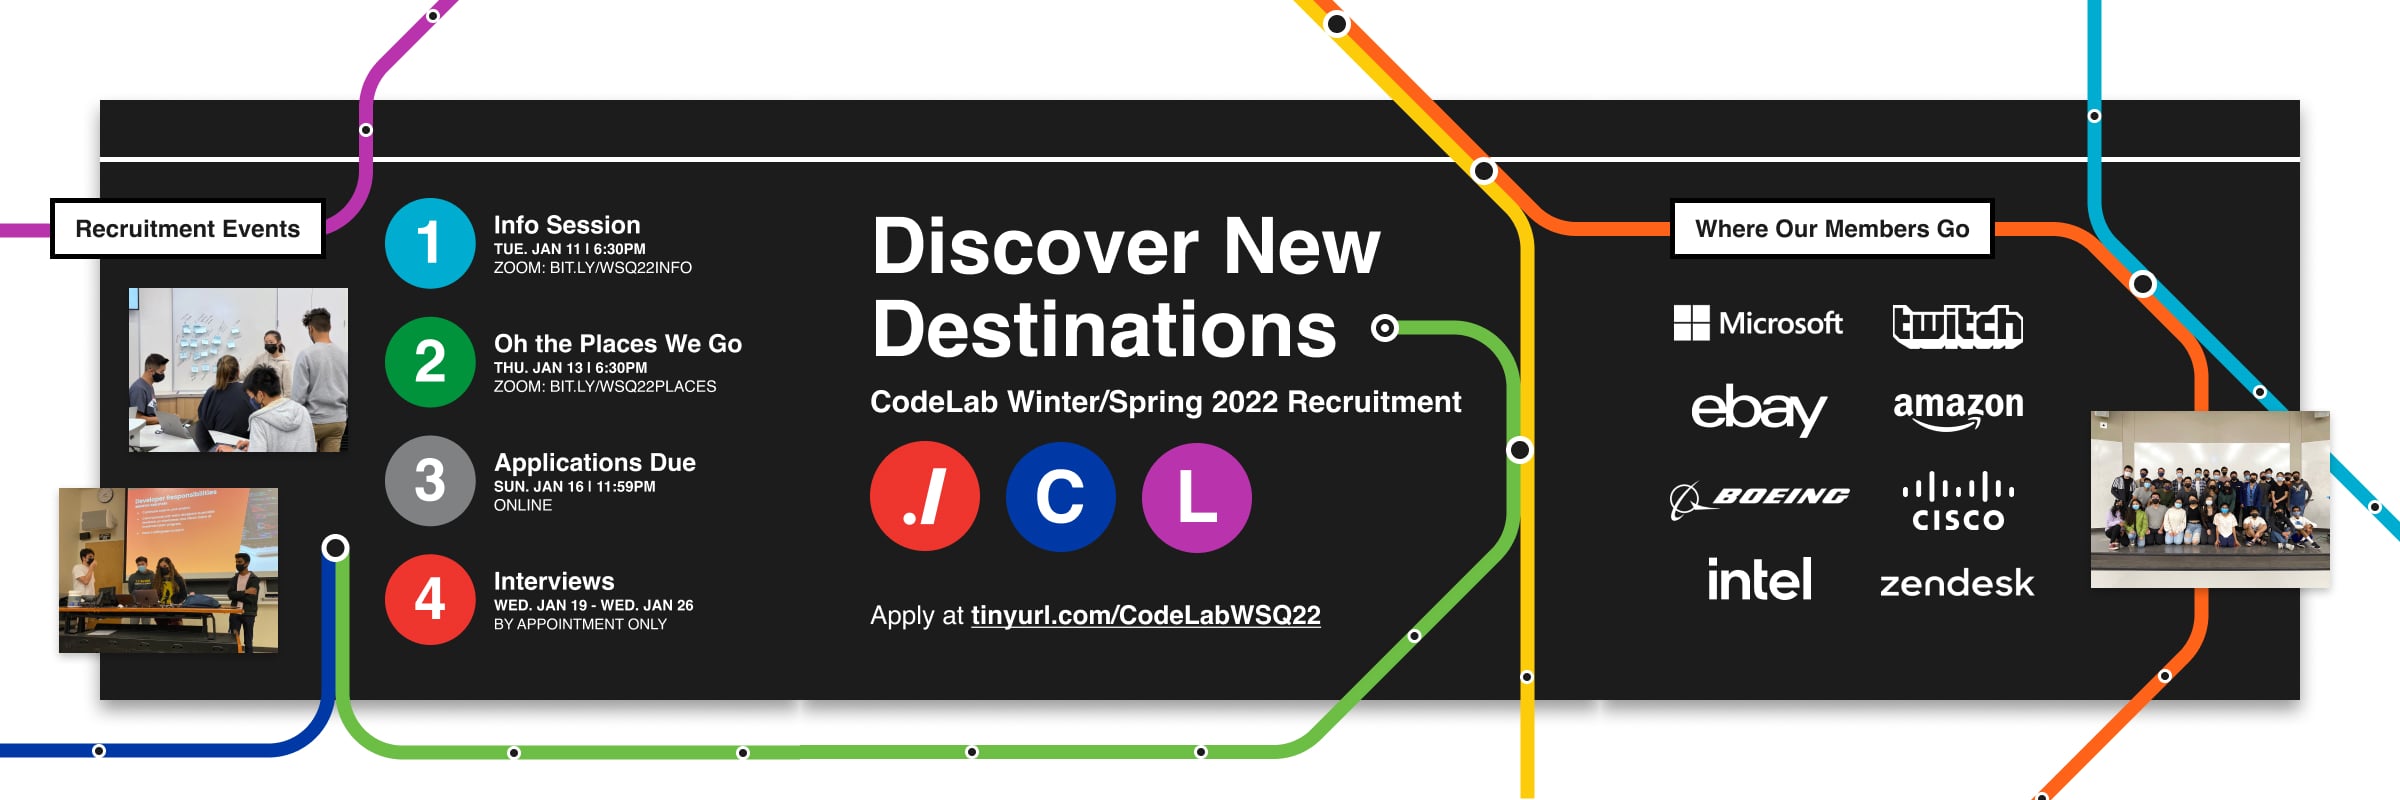 Recruitment Events
Developer Responsibilities
1
Info Session
TUE. JAN 11 | 6:30PM
ZOOM: BIT.LY/WSQ22INFO
2
Oh the Places We Go
THU. JAN 13 | 6:30PM
ZOOM: BIT.LY/WSQ22PLACES
3
Applications Due
SUN. JAN 16 | 11:59PM
ONLINE
4
Interviews
WED. JAN 19 - WED. JAN 26
BY APPOINTMENT ONLY
Discover New
Destinations
CodeLab Winter/Spring 2022 Recruitment
./ C L
Apply at tinyurl.com/CodeLabWSQ22
Where Our Members Go
Microsoft twitch
ebay amazon
BOEING CISCO
intel zendesk